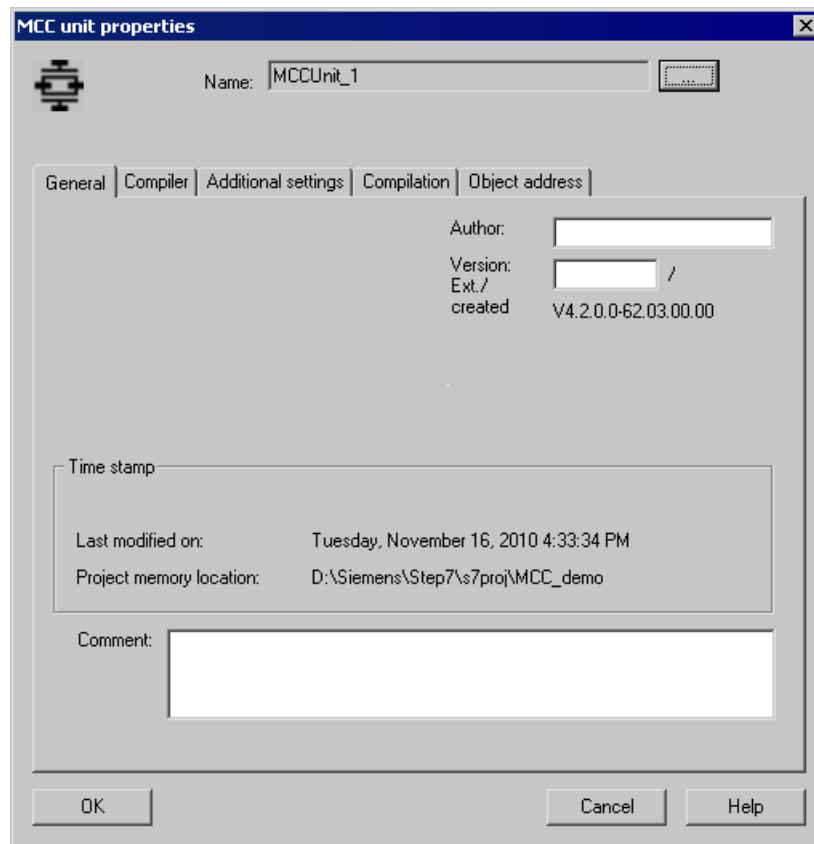 MCC unit properties
Name: MCCUnit_1 ...
General Compiler Additional settings Compilation Object address
Author:
Version: /
Ext./
created V4.2.0.0-62.03.00.00
Time stamp
Last modified on: Tuesday, November 16, 2010 4:33:34 PM
Project memory location: D:\Siemens\Step7\s7proj\MCC_demo
Comment:
OK Cancel Help